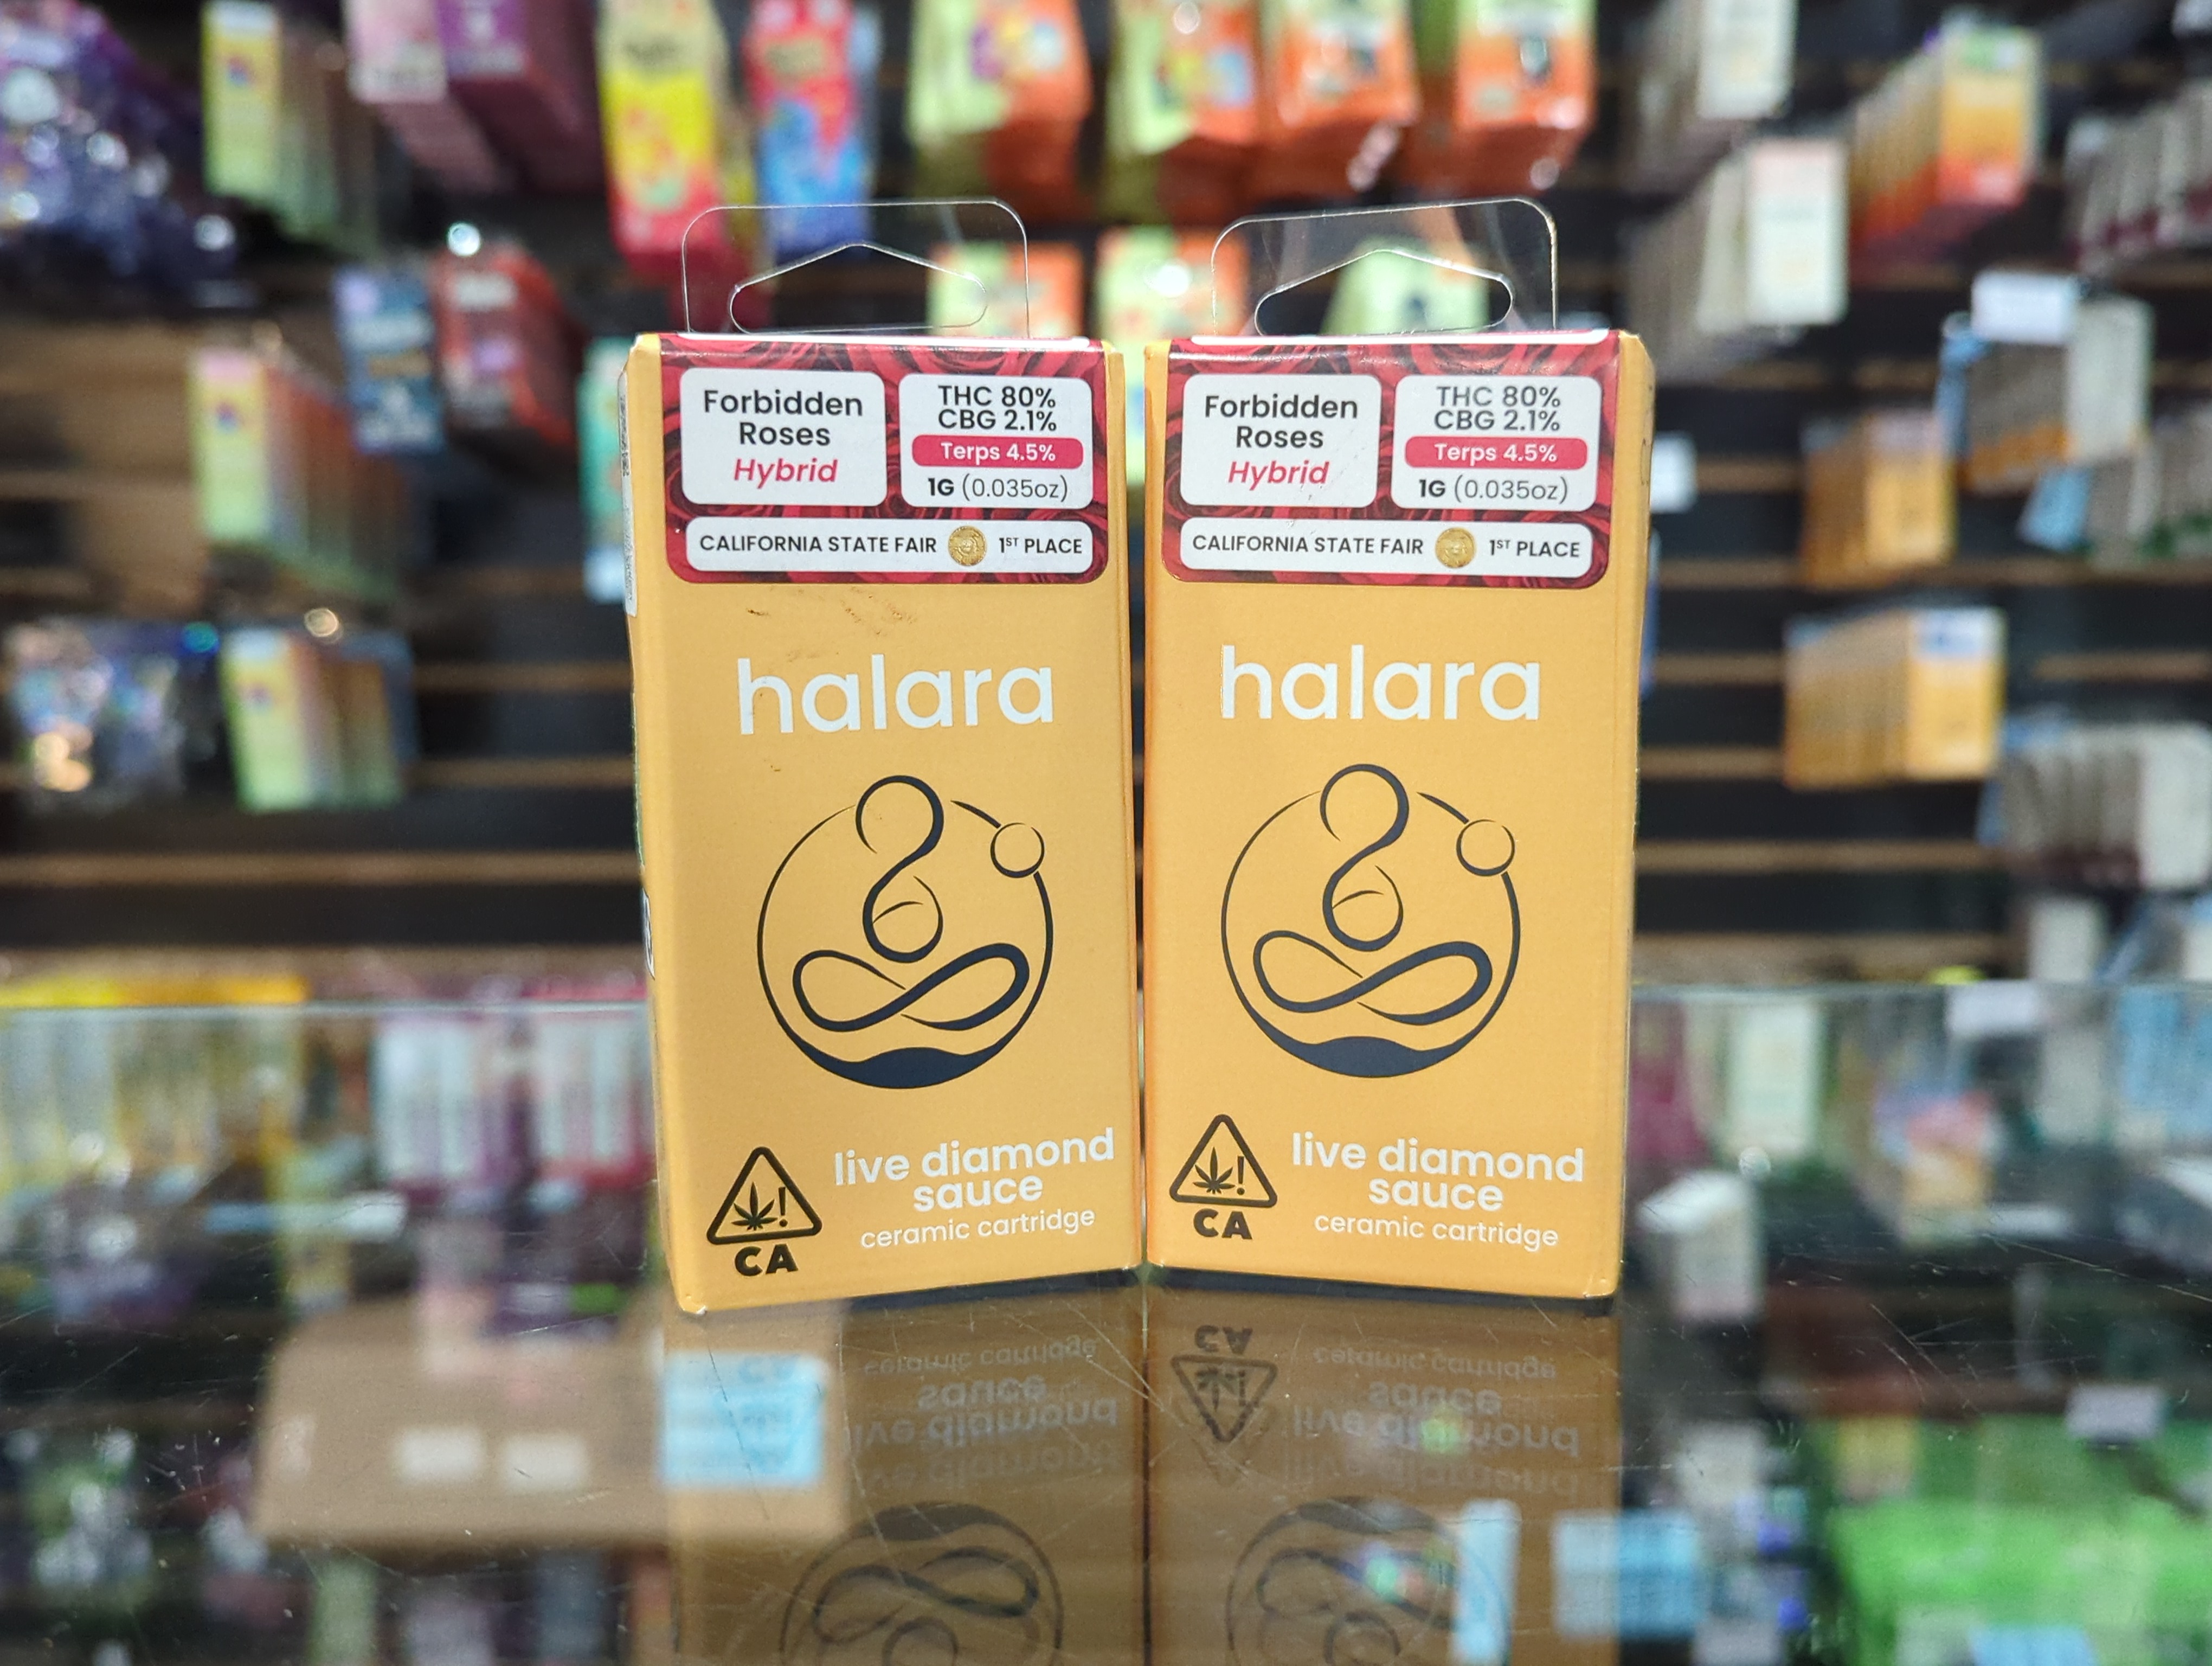 Forbidden
Roses
Hybrid
THC 80%
CBG 2.1%
Terps 4.5%
1G (0.035oz)
CALIFORNIA STATE FAIR 1ST PLACE
halara
live diamond
sauce
ceramic cartridge
CA
Forbidden
Roses
Hybrid
THC 80%
CBG 2.1%
Terps 4.5%
1G (0.035oz)
CALIFORNIA STATE FAIR 1ST PLACE
halara
live diamond
sauce
ceramic cartridge
CA